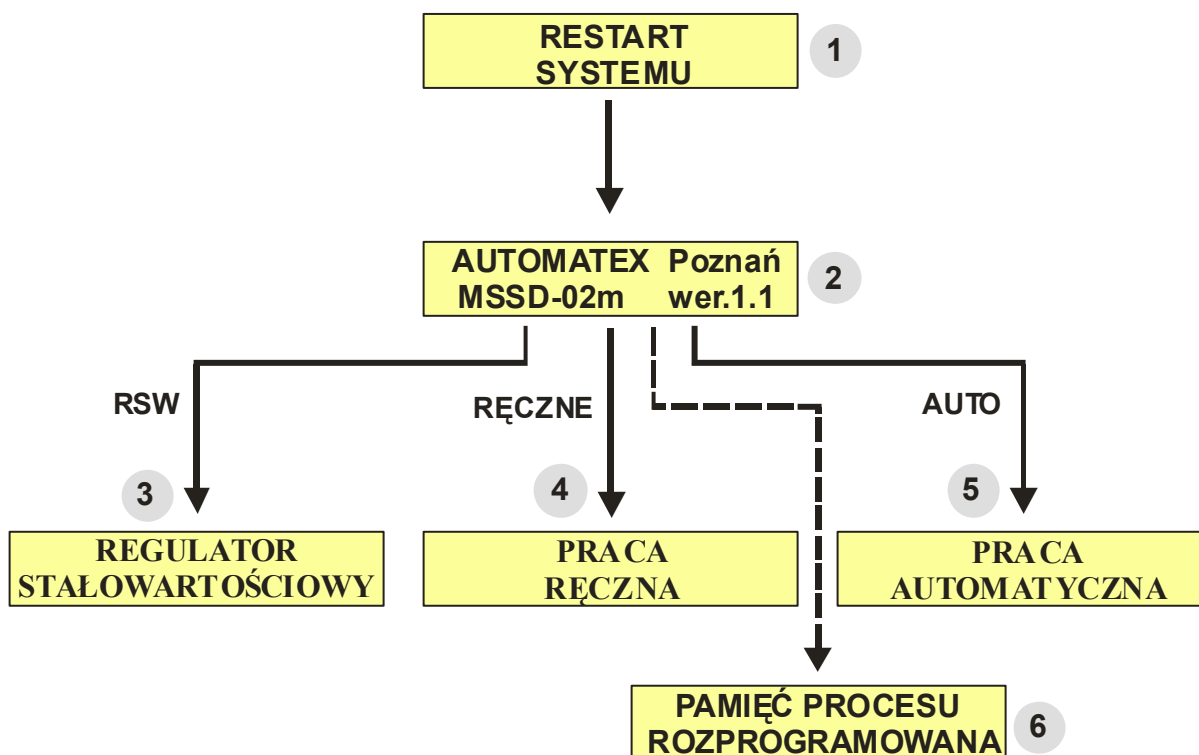 RESTART
SYSTEMU
1
AUTOMATEX Poznań
MSSD-02m wer.1.1
2
RSW
RĘCZNE
AUTO
3
4
5
REGULATOR
STAŁOWARTOŚCIOWY
PRACA
RĘCZNA
PRACA
AUTOMATYCZNA
PAMIĘĆ PROCESU
ROZPROGRAMOWANA
6